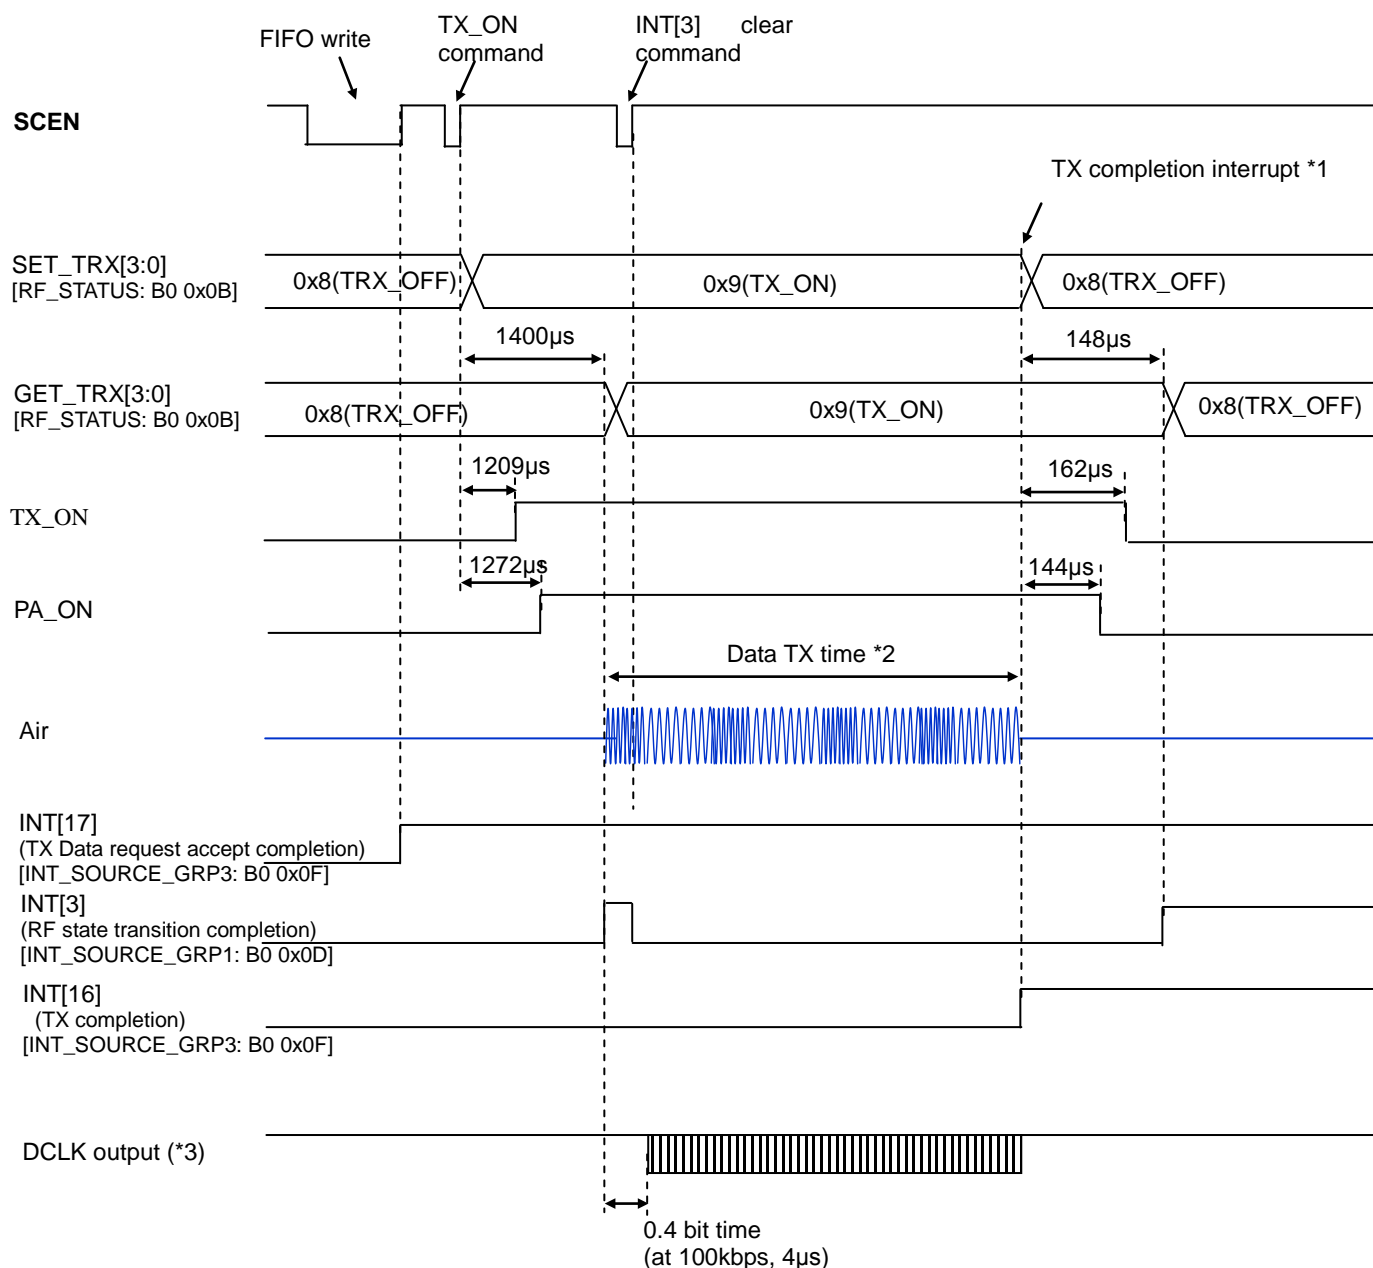 FIFO write
TX_ON
command
INT[3] clear
command
SCEN
TX completion interrupt *1
SET_TRX[3:0]
[RF_STATUS: B0 0x0B]
0x8(TRX_OFF)
0x9(TX_ON)
0x8(TRX_OFF)
1400μs
148μs
GET_TRX[3:0]
[RF_STATUS: B0 0x0B]
0x8(TRX_OFF)
0x9(TX_ON)
0x8(TRX_OFF)
1209μs
162μs
TX_ON
1272μs
144μs
PA_ON
Data TX time *2
Air
INT[17]
(TX Data request accept completion)
[INT_SOURCE_GRP3: B0 0x0F]
INT[3]
(RF state transition completion)
[INT_SOURCE_GRP1: B0 0x0D]
INT[16]
(TX completion)
[INT_SOURCE_GRP3: B0 0x0F]
DCLK output (*3)
0.4 bit time
(at 100kbps, 4μs)